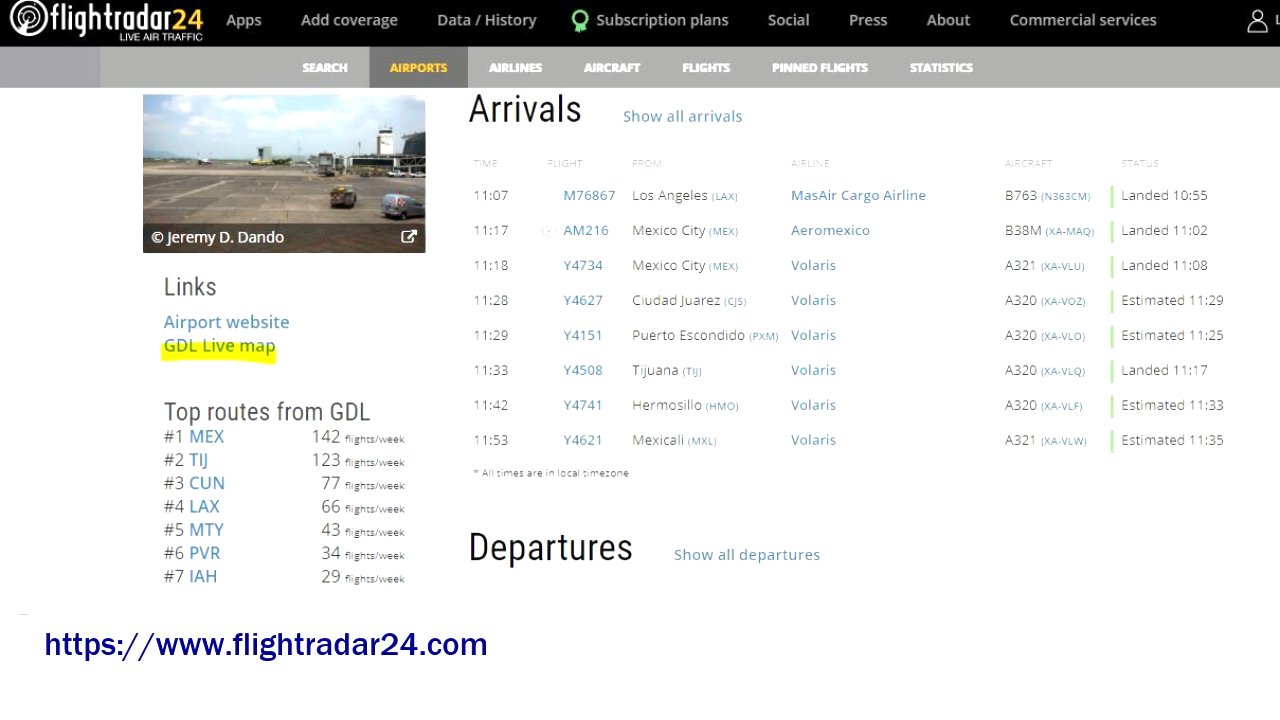 flightradar24
LIVE AIR TRAFFIC
Apps Add coverage Data / History Subscription plans Social Press About Commercial services L
SEARCH AIRPORTS AIRLINES AIRCRAFT FLIGHTS PINNED FLIGHTS STATISTICS
© Jeremy D. Dando
Links
Airport website
GDL Live map
Top routes from GDL
#1 MEX 142 flights/week
#2 TIJ 123 flights/week
#3 CUN 77 flights/week
#4 LAX 66 flights/week
#5 MTY 43 flights/week
#6 PVR 34 flights/week
#7 IAH 29 flights/week
Arrivals Show all arrivals
TIME FLIGHT FROM AIRLINE AIRCRAFT STATUS
11:07 M76867 Los Angeles (LAX) MasAir Cargo Airline B763 (N363CM) Landed 10:55
11:17 AM216 Mexico City (MEX) Aeromexico B38M (XA-MAQ) Landed 11:02
11:18 Y4734 Mexico City (MEX) Volaris A321 (XA-VLU) Landed 11:08
11:28 Y4627 Ciudad Juarez (CJS) Volaris A320 (XA-VOZ) Estimated 11:29
11:29 Y4151 Puerto Escondido (PXM) Volaris A320 (XA-VLO) Estimated 11:25
11:33 Y4508 Tijuana (TIJ) Volaris A320 (XA-VLQ) Landed 11:17
11:42 Y4741 Hermosillo (HMO) Volaris A320 (XA-VLF) Estimated 11:33
11:53 Y4621 Mexicali (MXL) Volaris A321 (XA-VLW) Estimated 11:35
* All times are in local timezone
Departures Show all departures
https://www.flightradar24.com